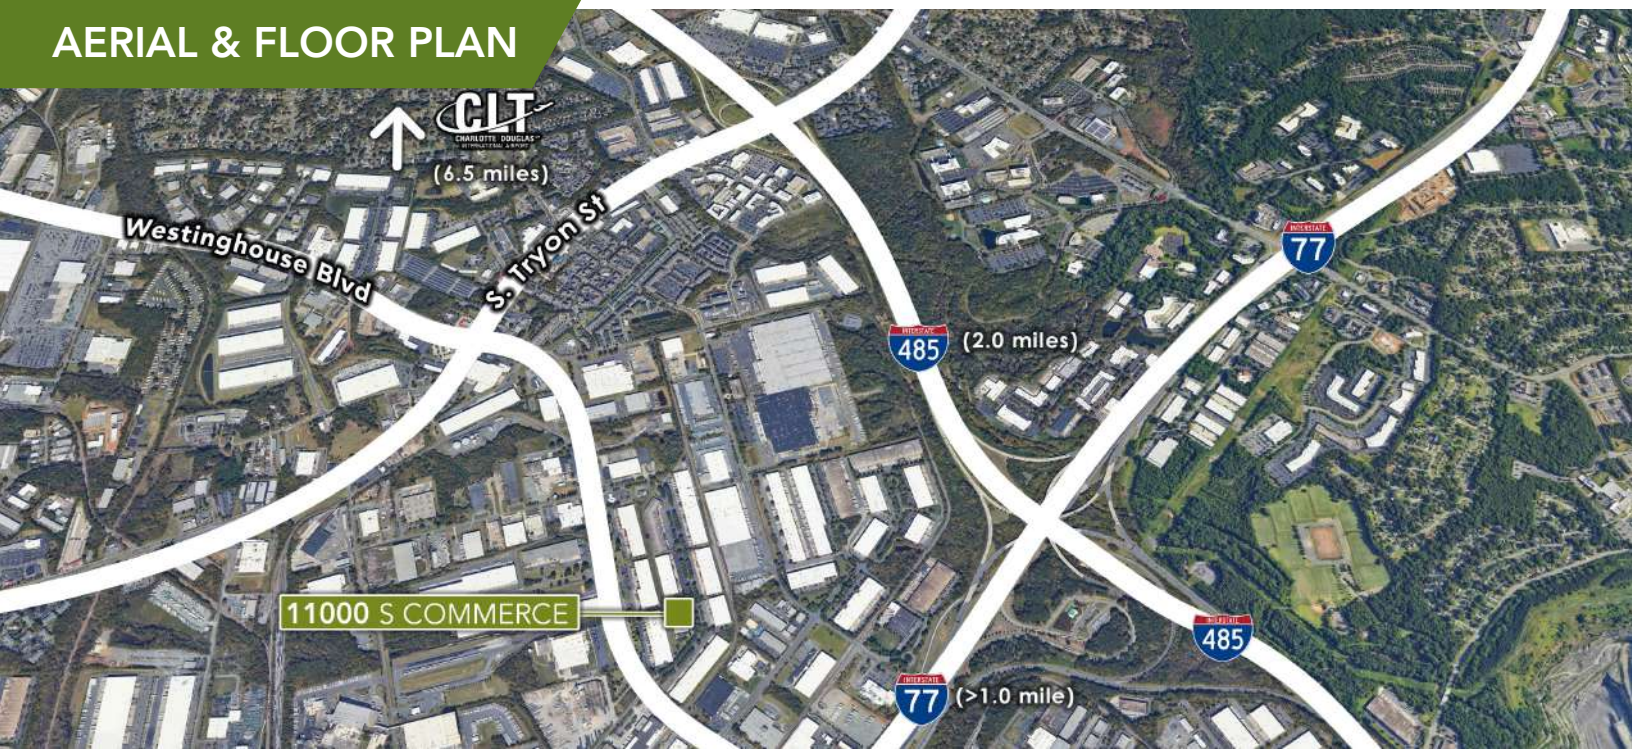 AERIAL & FLOOR PLAN
CLT
CHARLOTTE DOUGLAS
INTERNATIONAL AIRPORT
(6.5 miles)
Westinghouse Blvd
S. Tryon St
INTERSTATE
77
INTERSTATE
485
(2.0 miles)
11000 S COMMERCE
INTERSTATE
485
INTERSTATE
77
(>1.0 mile)